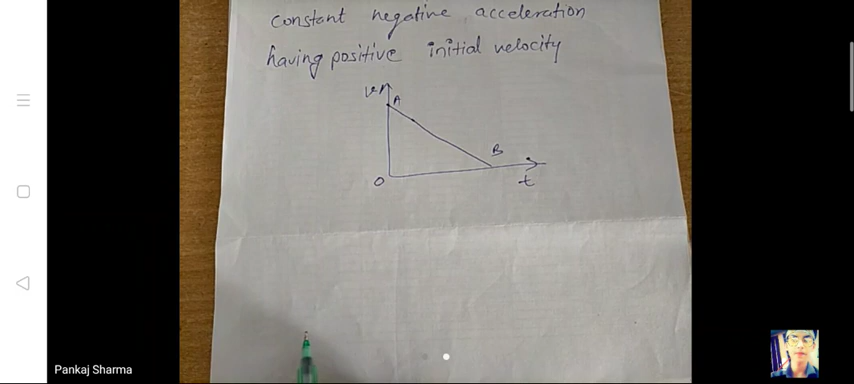 constant negative acceleration
having positive initial velocity
v
A
B
O
t
Pankaj Sharma